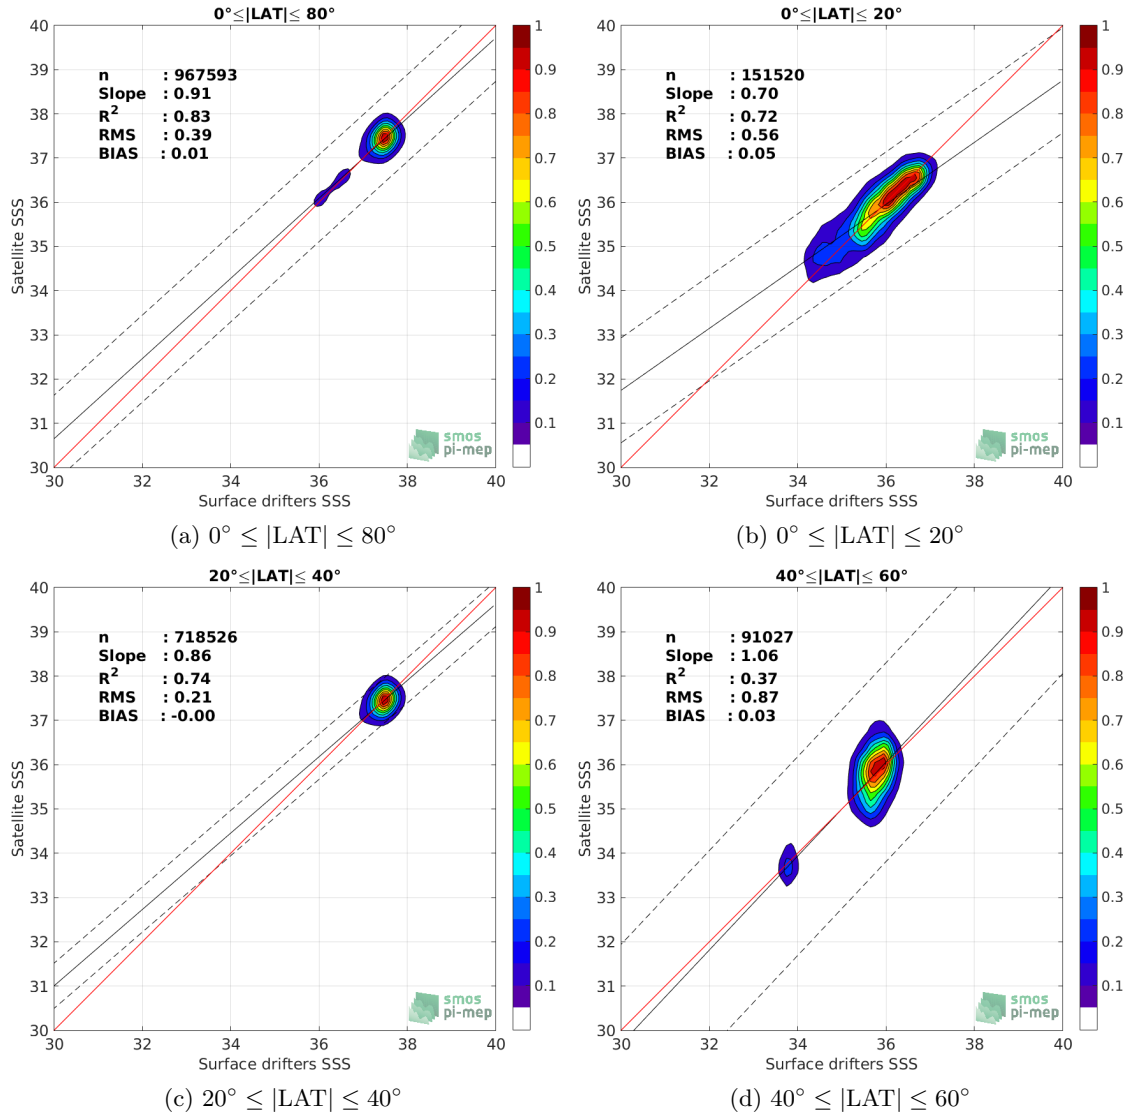 0°≤|LAT|≤ 80°
n : 967593
Slope : 0.91
R2 : 0.83
RMS : 0.39
BIAS : 0.01
Satellite SSS
40
39
38
37
36
35
34
33
32
31
30
30 32 34 36 38 40
Surface drifters SSS
smos
pi-mep
1
0.9
0.8
0.7
0.6
0.5
0.4
0.3
0.2
0.1
(a) 0° ≤ |LAT| ≤ 80°
0°≤|LAT|≤ 20°
n : 151520
Slope : 0.70
R2 : 0.72
RMS : 0.56
BIAS : 0.05
Satellite SSS
40
39
38
37
36
35
34
33
32
31
30
30 32 34 36 38 40
Surface drifters SSS
smos
pi-mep
1
0.9
0.8
0.7
0.6
0.5
0.4
0.3
0.2
0.1
(b) 0° ≤ |LAT| ≤ 20°
20°≤|LAT|≤ 40°
n : 718526
Slope : 0.86
R2 : 0.74
RMS : 0.21
BIAS : -0.00
Satellite SSS
40
39
38
37
36
35
34
33
32
31
30
30 32 34 36 38 40
Surface drifters SSS
smos
pi-mep
1
0.9
0.8
0.7
0.6
0.5
0.4
0.3
0.2
0.1
(c) 20° ≤ |LAT| ≤ 40°
40°≤|LAT|≤ 60°
n : 91027
Slope : 1.06
R2 : 0.37
RMS : 0.87
BIAS : 0.03
Satellite SSS
40
39
38
37
36
35
34
33
32
31
30
30 32 34 36 38 40
Surface drifters SSS
smos
pi-mep
1
0.9
0.8
0.7
0.6
0.5
0.4
0.3
0.2
0.1
(d) 40° ≤ |LAT| ≤ 60°